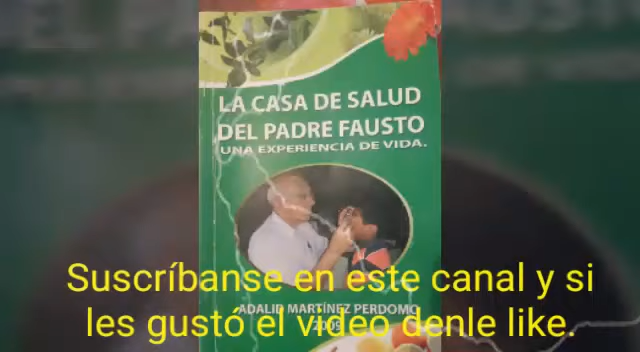 LA CASA DE SALUD
DEL PADRE FAUSTO
UNA EXPERIENCIA DE VIDA.
Suscríbanse en este canal y si
ADALID MARTÍNEZ PERDOMO
les gustó el video denle like.
2009